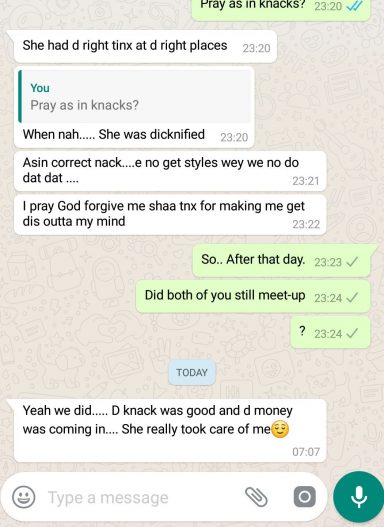 Pray as in knacks? 23:20
She had d right tinx at d right places 23:20
You
Pray as in knacks?
When nah..... She was dicknified 23:20
Asin correct nack....e no get styles wey we no do
dat dat .... 23:21
I pray God forgive me shaa tnx for making me get
dis outta my mind 23:22
So.. After that day. 23:23
Did both of you still meet-up 23:24
? 23:24
TODAY
Yeah we did..... D knack was good and d money
was coming in.... She really took care of me😌
07:07
Type a message